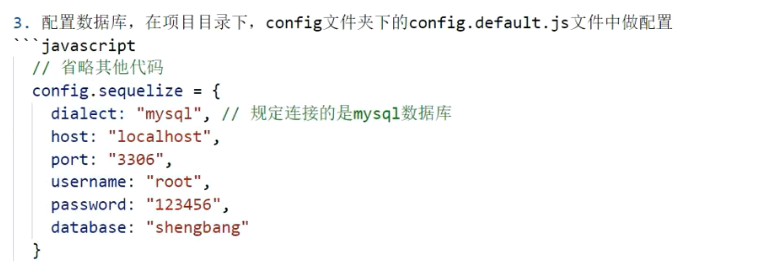 3. 配置数据库，在项目目录下，config文件夹下的config.default.js文件中做配置
```javascript
// 省略其他代码
config.sequelize = {
  dialect: "mysql", // 规定连接的是mysql数据库
  host: "localhost",
  port: "3306",
  username: "root",
  password: "123456",
  database: "shengbang"
}